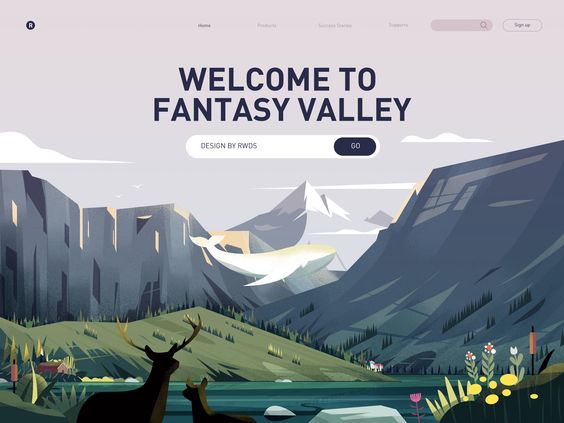 R
Home
Products
Success Stories
Supports
Sign up
WELCOME TO
FANTASY VALLEY
DESIGN BY RWDS
GO